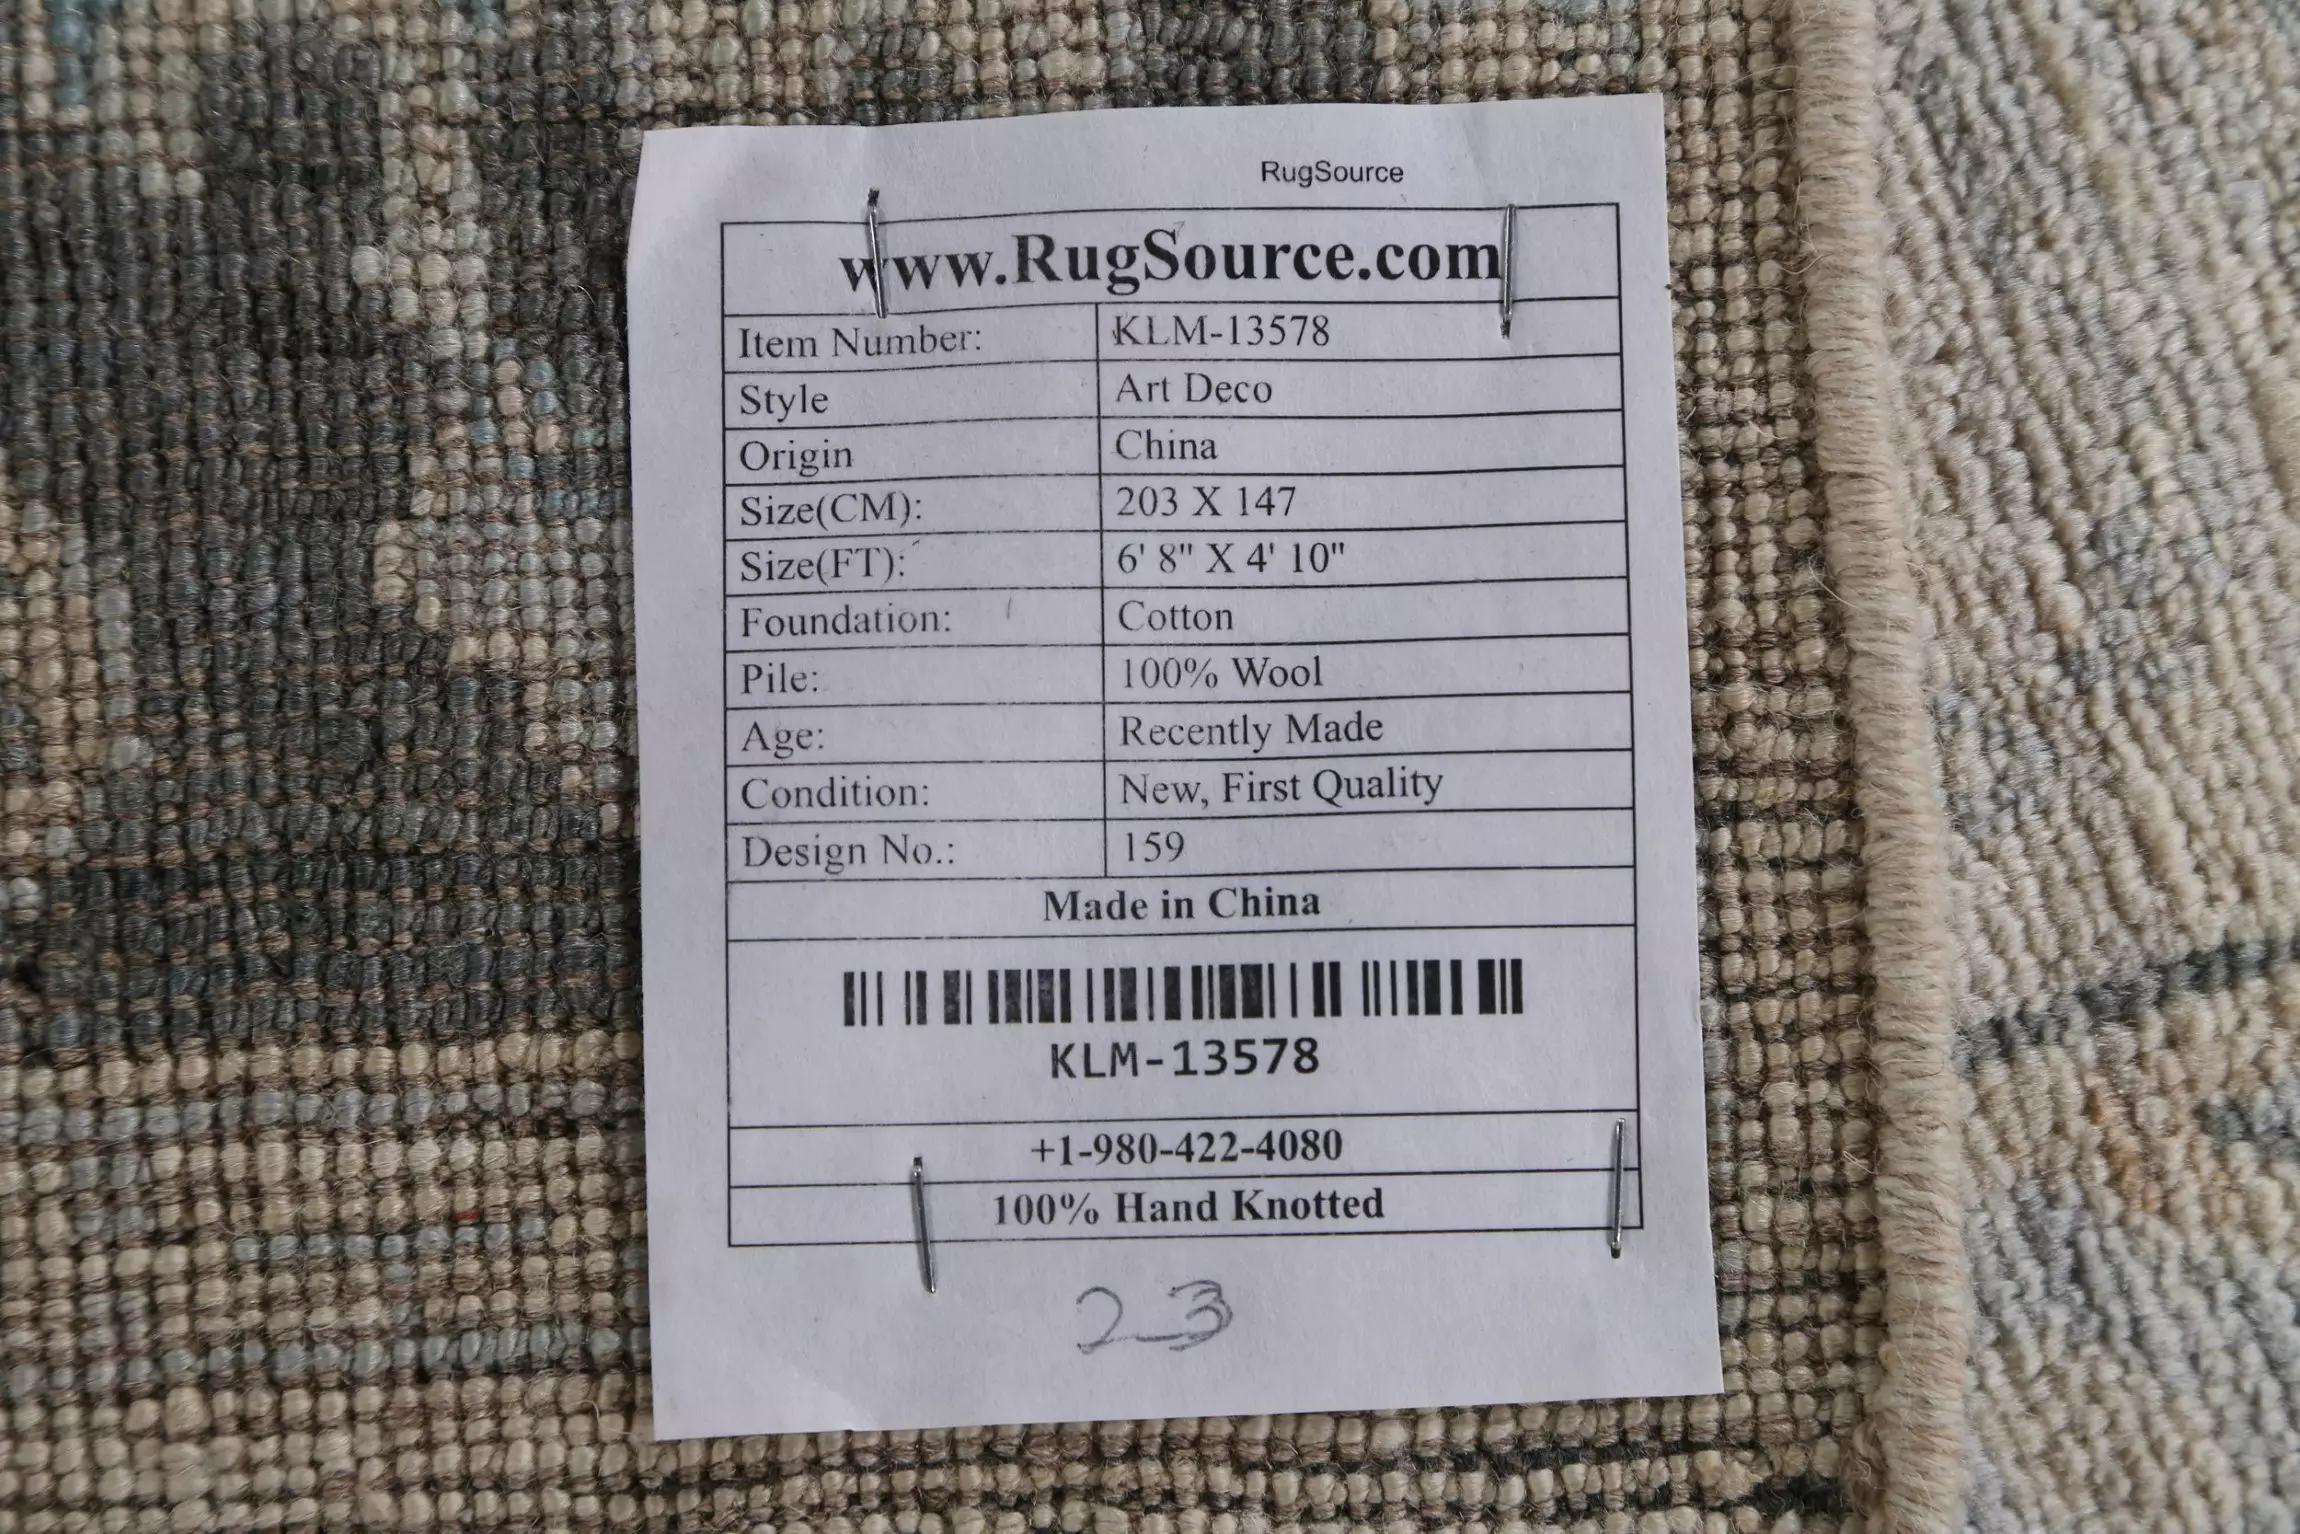 RugSource
www.RugSource.com
Item Number: KLM-13578
Style Art Deco
Origin China
Size(CM): 203 X 147
Size(FT): 6' 8" X 4' 10"
Foundation: Cotton
Pile: 100% Wool
Age: Recently Made
Condition: New, First Quality
Design No.: 159
Made in China
KLM-13578
+1-980-422-4080
100% Hand Knotted
23